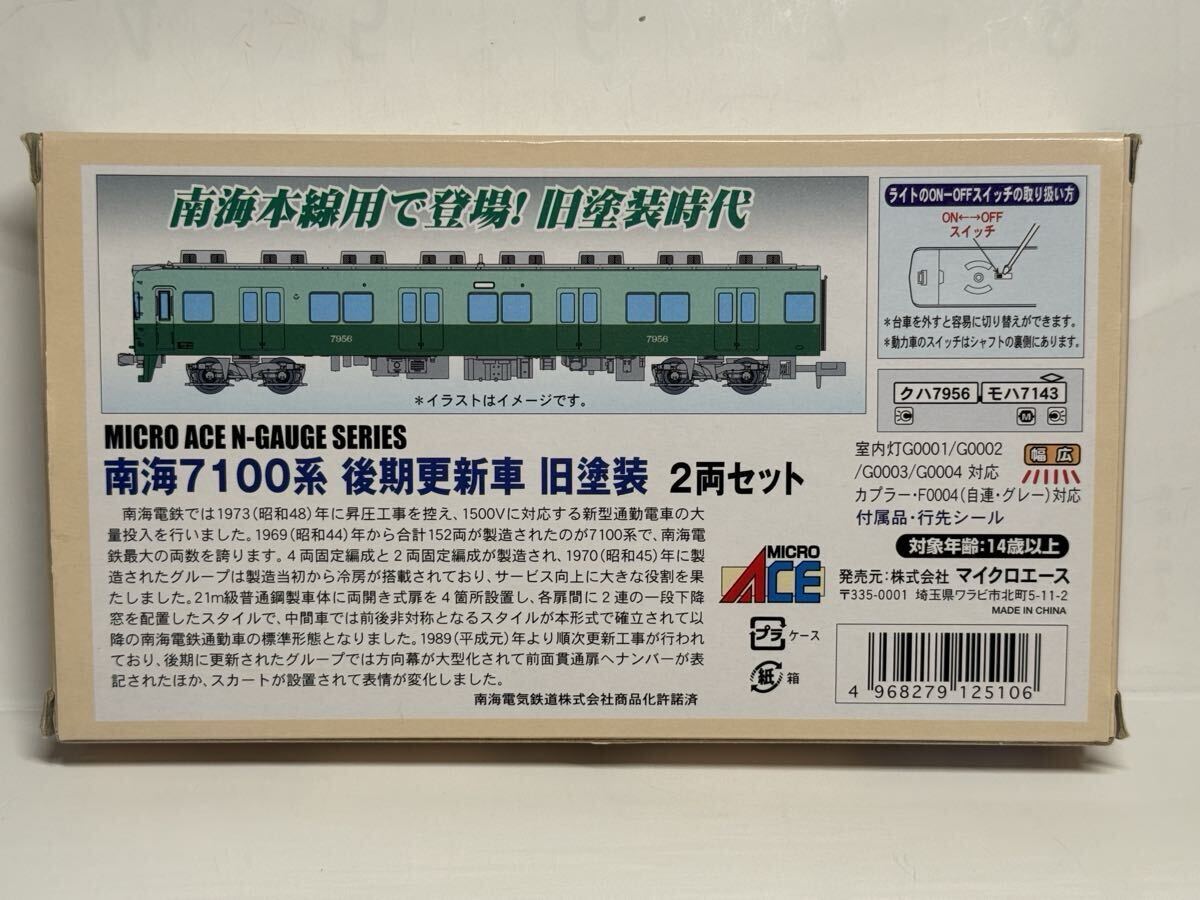 南海本線用で登場! 旧塗装時代
7956
7956
＊イラストはイメージです。
ライトのON－OFFスイッチの取り扱い方
ON←→OFF
スイッチ
＊台車を外すと容易に切り替えができます。
＊動力車のスイッチはシャフトの裏側にあります。
クハ7956 モハ7143
M
MICRO ACE N-GAUGE SERIES
南海7100系 後期更新車 旧塗装 2両セット
南海電鉄では1973(昭和48)年に昇圧工事を控え、1500Vに対応する新型通勤電車の大
量投入を行いました。1969(昭和44)年から合計152両が製造されたのが7100系で、南海電
鉄最大の両数を誇ります。4両固定編成と2両固定編成が製造され、1970(昭和45)年に製
造されたグループは製造当初から冷房が搭載されており、サービス向上に大きな役割を果
たしました。21m級普通鋼製車体に両開き式扉を4箇所設置し、各扉間に2連の一段下降
窓を配置したスタイルで、中間車では前後非対称となるスタイルが本形式で確立されて以
降の南海電鉄通勤車の標準形態となりました。1989(平成元)年より順次更新工事が行われ
ており、後期に更新されたグループでは方向幕が大型化されて前面貫通扉へナンバーが表
記されたほか、スカートが設置されて表情が変化しました。
南海電気鉄道株式会社商品化許諾済
室内灯G0001/G0002
/G0003/G0004 対応
幅広
カプラー・F0004(自連・グレー)対応
付属品・行先シール
対象年齢:14歳以上
MICRO
ACE
発売元:株式会社 マイクロエース
〒335-0001 埼玉県ワラビ市北町5-11-2
MADE IN CHINA
プラ ケース
紙 箱
4 968279 125106